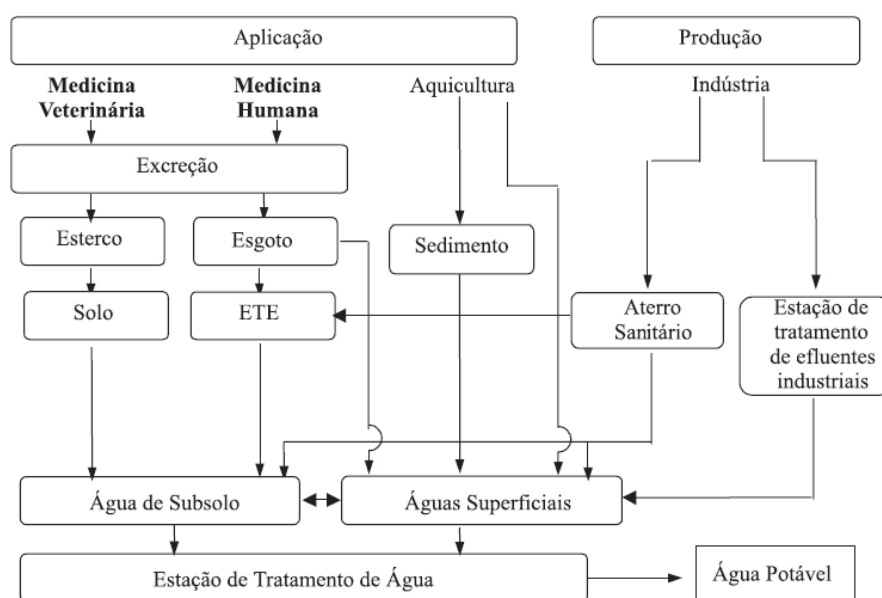 Aplicação
Produção
Medicina
Veterinária
Medicina
Humana
Aquicultura
Indústria
Excreção
Esterco
Esgoto
Sedimento
Solo
ETE
Aterro
Sanitário
Estação de
tratamento
de efluentes
industriais
Água de Subsolo
Águas Superficiais
Estação de Tratamento de Água
Água Potável